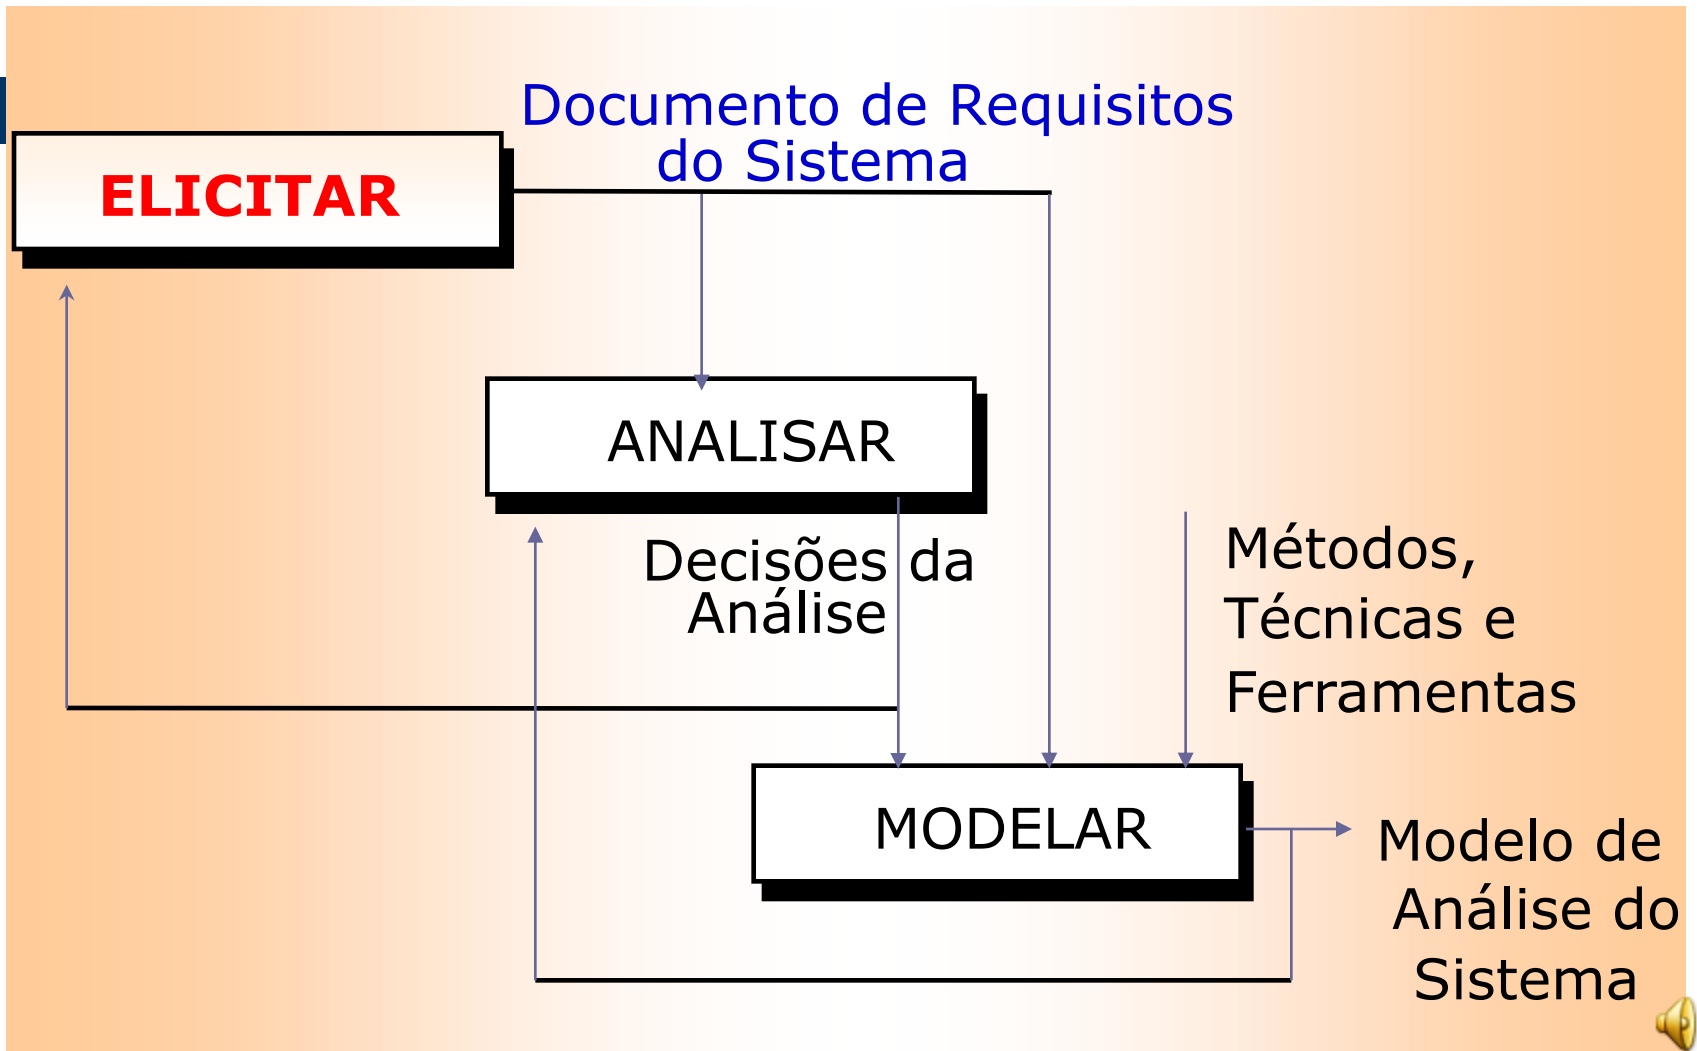 Documento de Requisitos
do Sistema
ELICITAR
ANALISAR
Decisões da
Análise
Métodos,
Técnicas e
Ferramentas
MODELAR
Modelo de
Análise do
Sistema